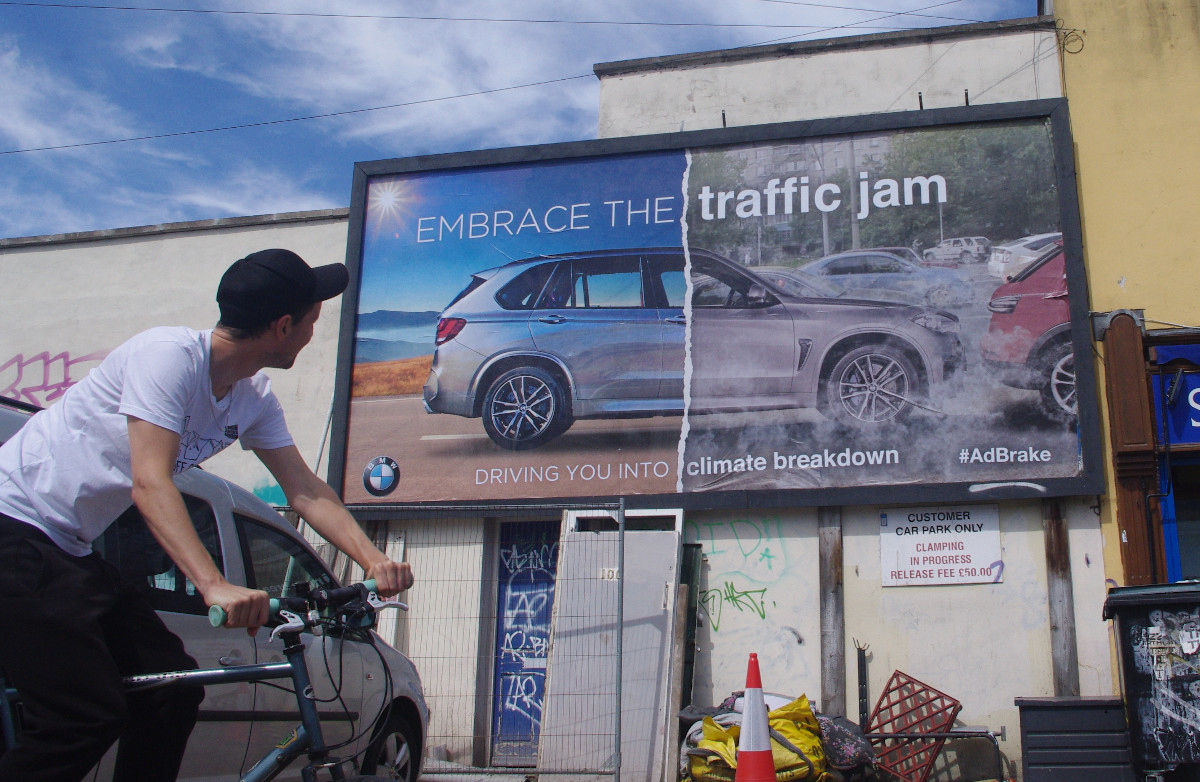 EMBRACE THE traffic jam
BMW
DRIVING YOU INTO climate breakdown
#AdBrake
CUSTOMER
CAR PARK ONLY
CLAMPING
IN PROGRESS
RELEASE FEE £50.00
S